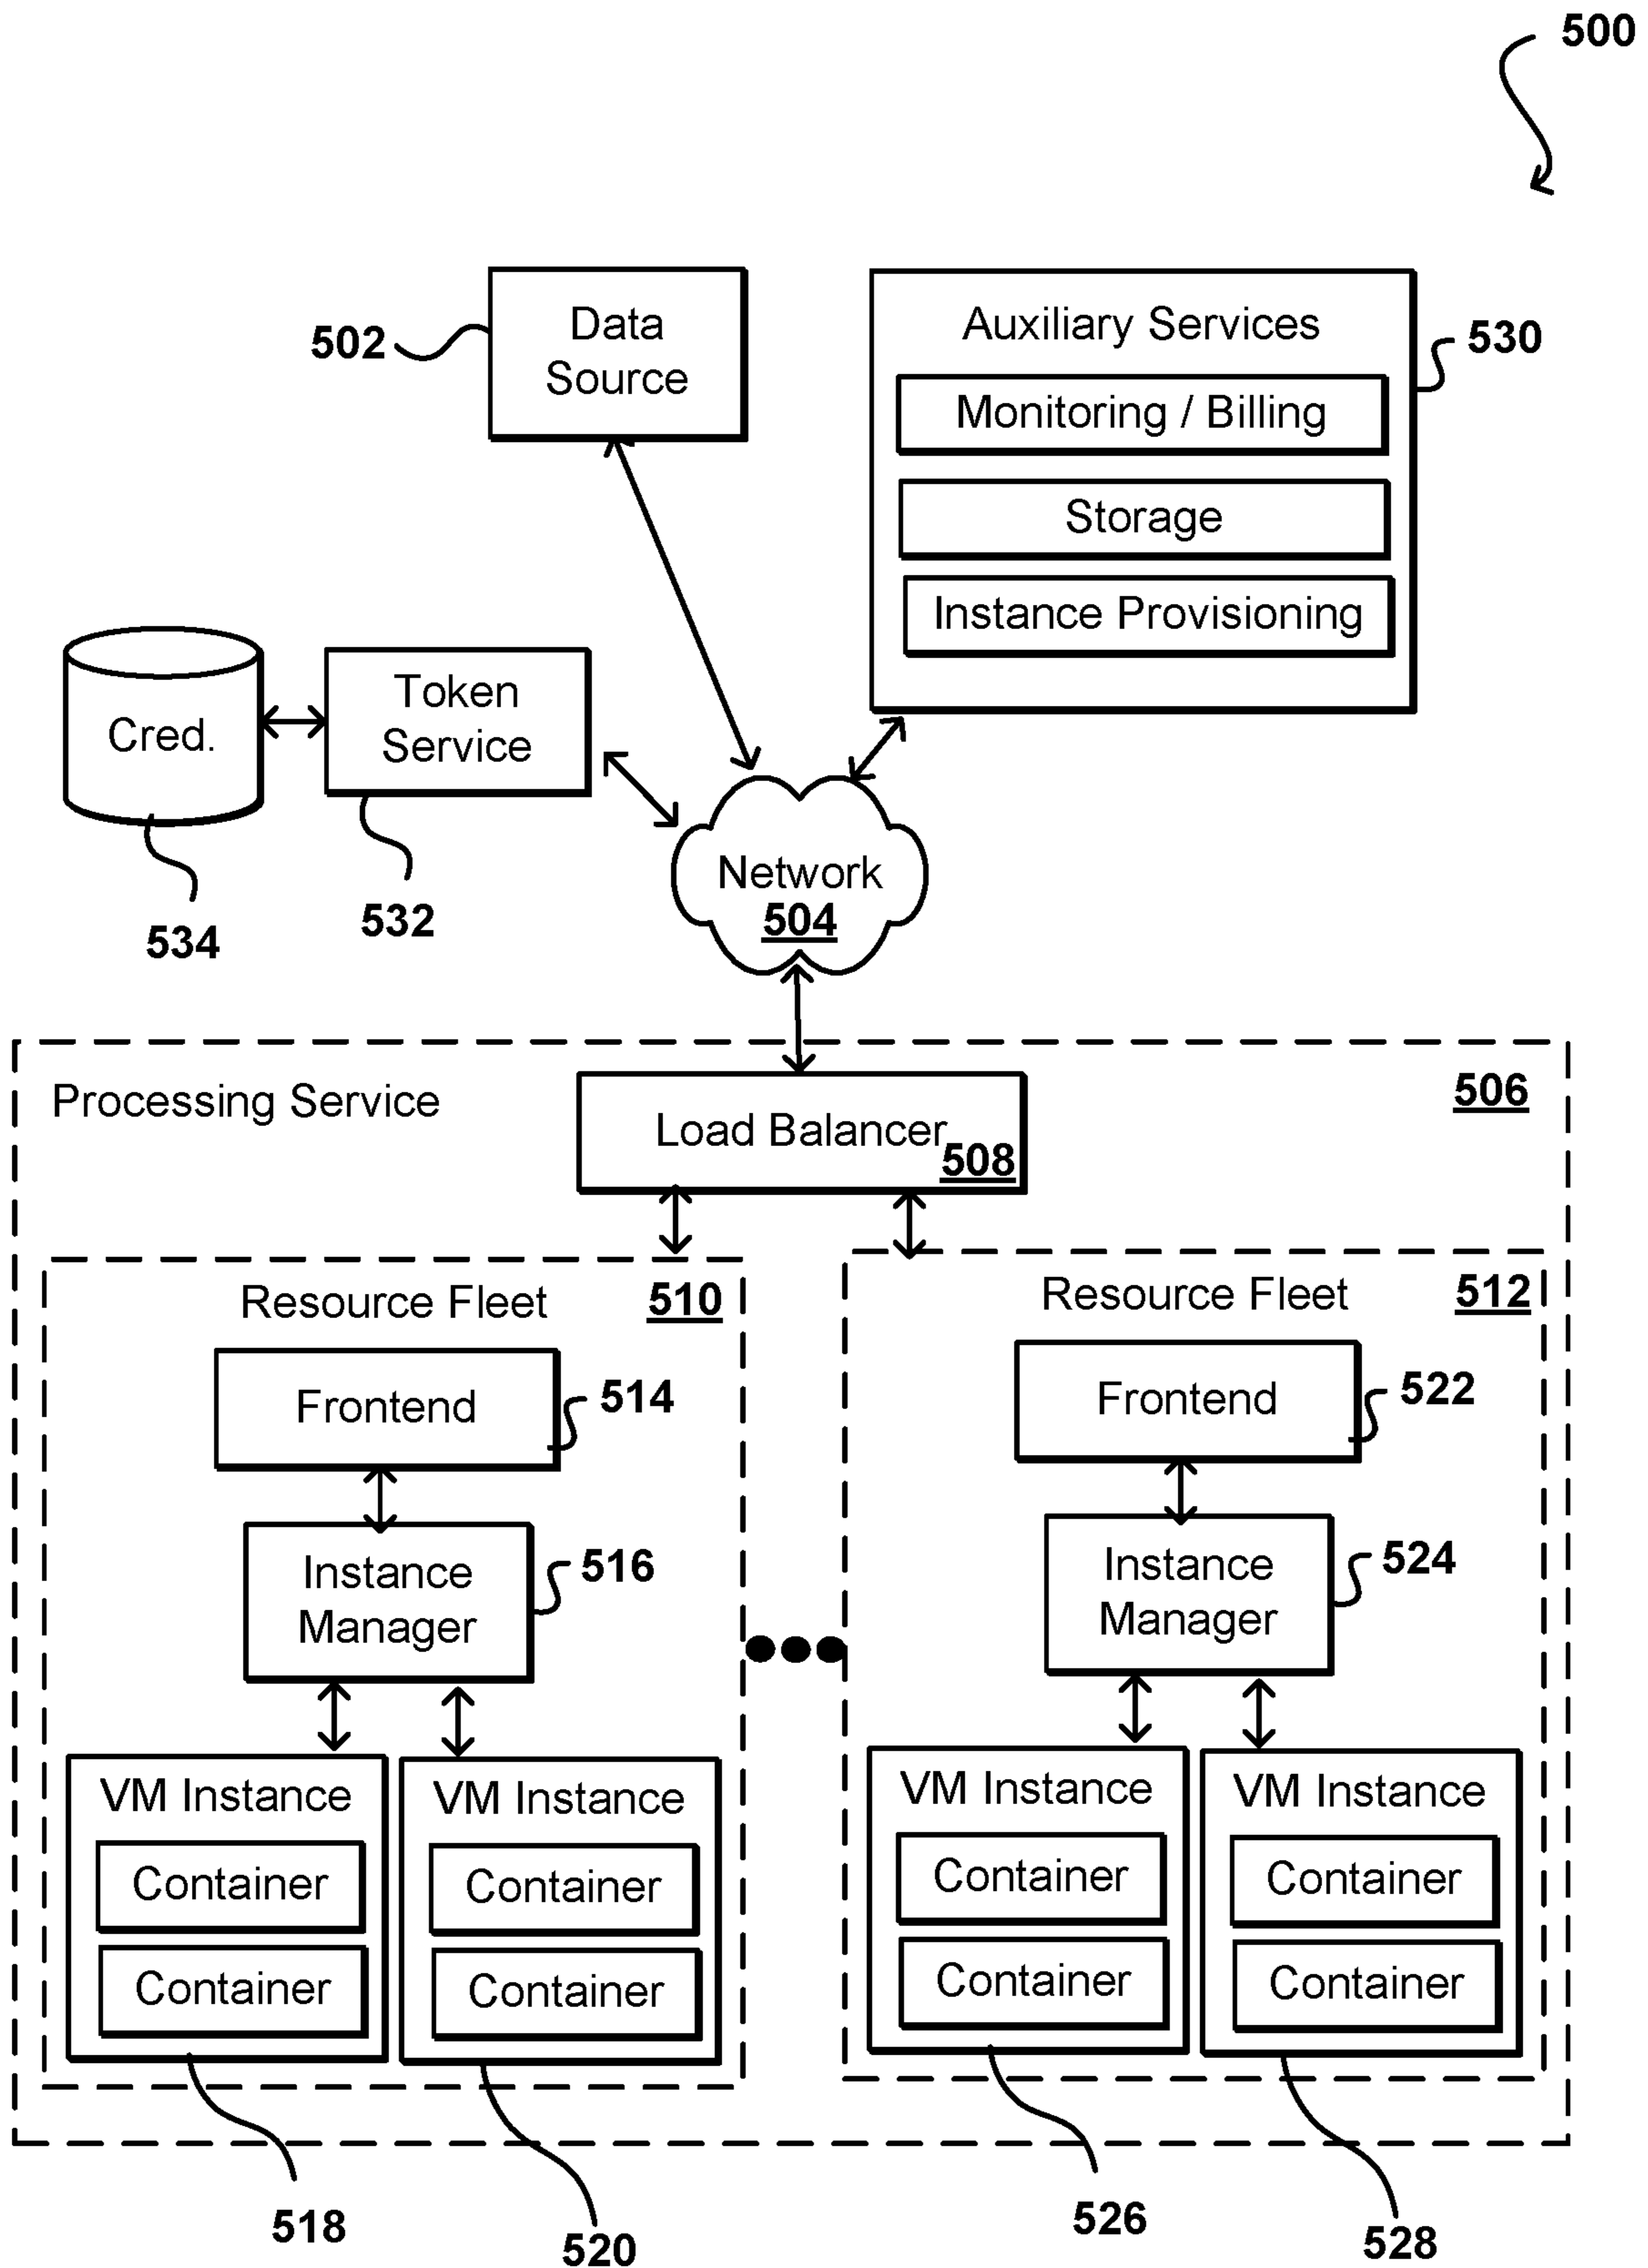 500
Data
Source
502
Auxiliary Services
530
Monitoring / Billing
Storage
Instance Provisioning
Cred.
Token
Service
534
532
Network
504
Processing Service
506
Load Balancer
508
Resource Fleet
510
Frontend
514
Instance
Manager
516
VM Instance
Container
Container
VM Instance
Container
Container
518
520
Resource Fleet
512
Frontend
522
Instance
Manager
524
VM Instance
Container
Container
VM Instance
Container
Container
526
528